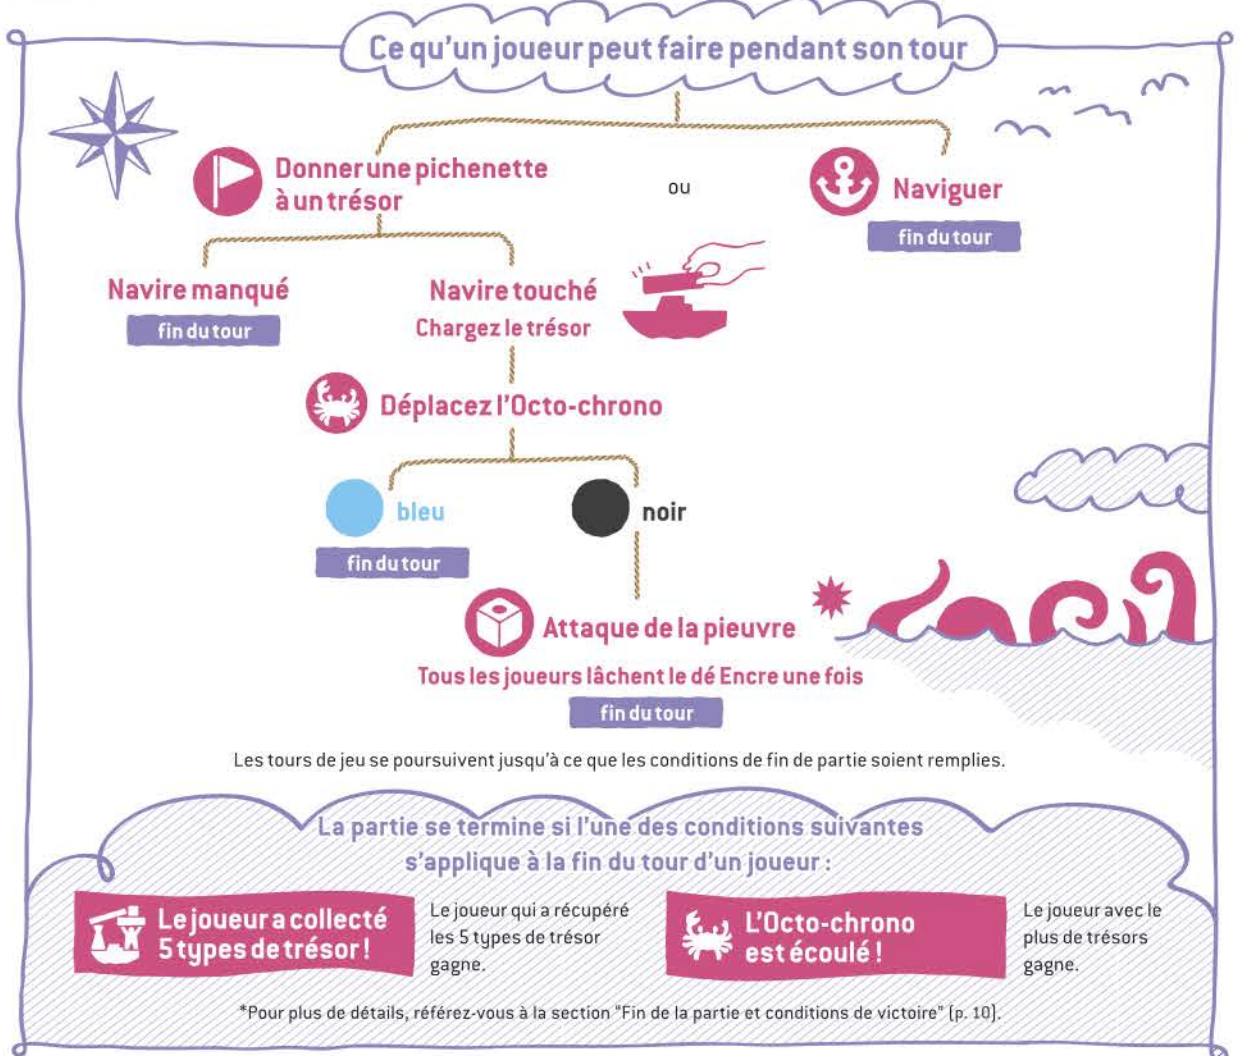 Ce qu'un joueur peut faire pendant son tour
Donner une pichenette
à un trésor
ou
Naviguer
fin du tour
Navire manqué
fin du tour
Navire touché
Chargez le trésor
Déplacez l'Octo-chrono
bleu
fin du tour
noir
Attaque de la pieuvre
Tous les joueurs lâchent le dé Encre une fois
fin du tour
Les tours de jeu se poursuivent jusqu'à ce que les conditions de fin de partie soient remplies.
La partie se termine si l'une des conditions suivantes
s'applique à la fin du tour d'un joueur :
Le joueur a collecté
5 types de trésor !
Le joueur qui a récupéré
les 5 types de trésor
gagne.
L'Octo-chrono
est écoulé !
Le joueur avec le
plus de trésors
gagne.
*Pour plus de détails, référez-vous à la section "Fin de la partie et conditions de victoire" (p. 10).